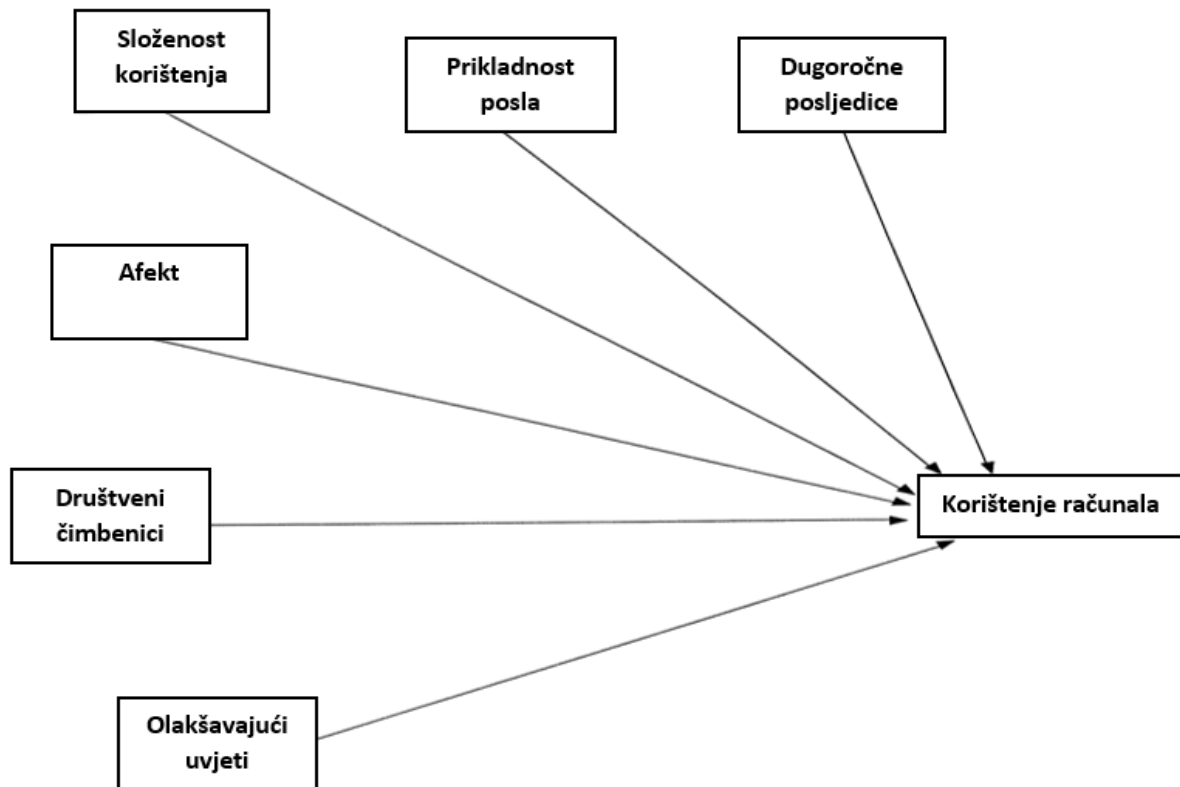 Složenost
korištenja
Prikladnost
posla
Dugoročne
posljedice
Afekt
Društveni
čimbenici
Korištenje računala
Olakšavajući
uvjeti